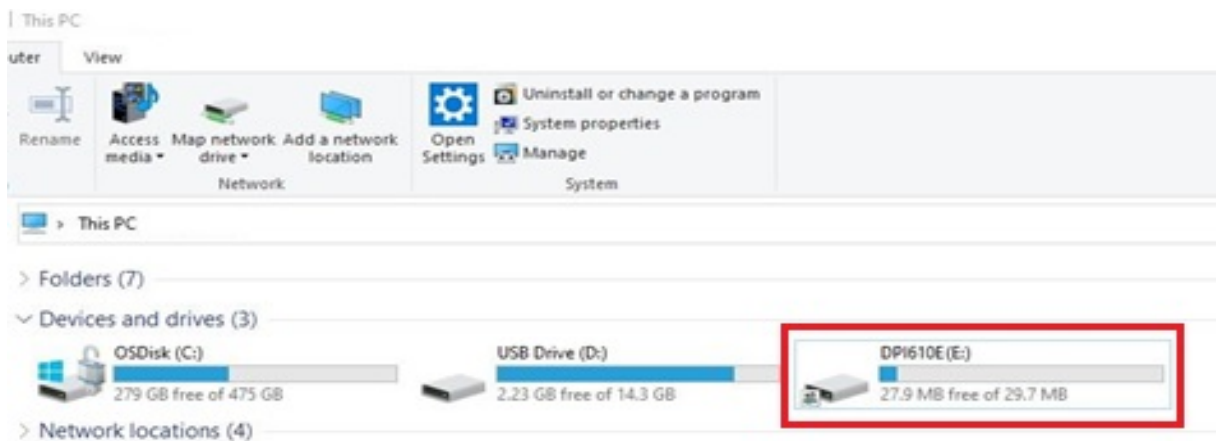 This PC
uter View
Rename
Access media
Map network drive
Add a network location
Open Settings
Uninstall or change a program
System properties
Manage
Network
System
> This PC
Folders (7)
Devices and drives (3)
OSDisk (C:)
279 GB free of 475 GB
USB Drive (D:)
2.23 GB free of 14.3 GB
DPI610E (E:)
27.9 MB free of 29.7 MB
Network locations (4)